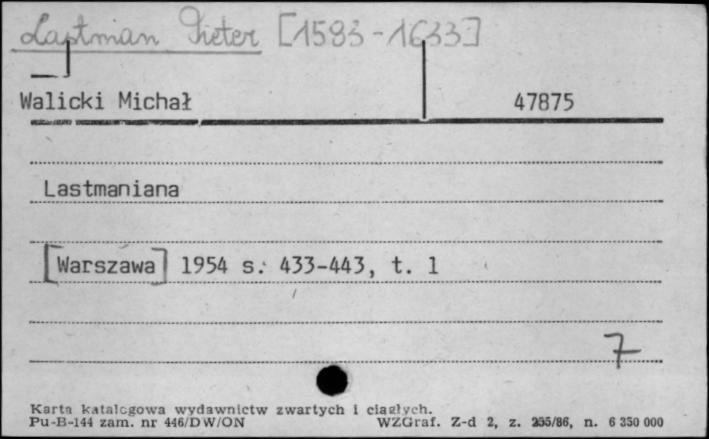 Lastman Pieter [1583-1633]
Walicki Michał 47875
Lastmaniana
[Warszawa] 1954 s. 433-443, t. 1
7
Karta katalogowa wydawnictw zwartych i ciągłych.
Pu-B-144 zam. nr 446/DW/ON WZGraf. Z-d 2, z. 255/86, n. 6 350 000